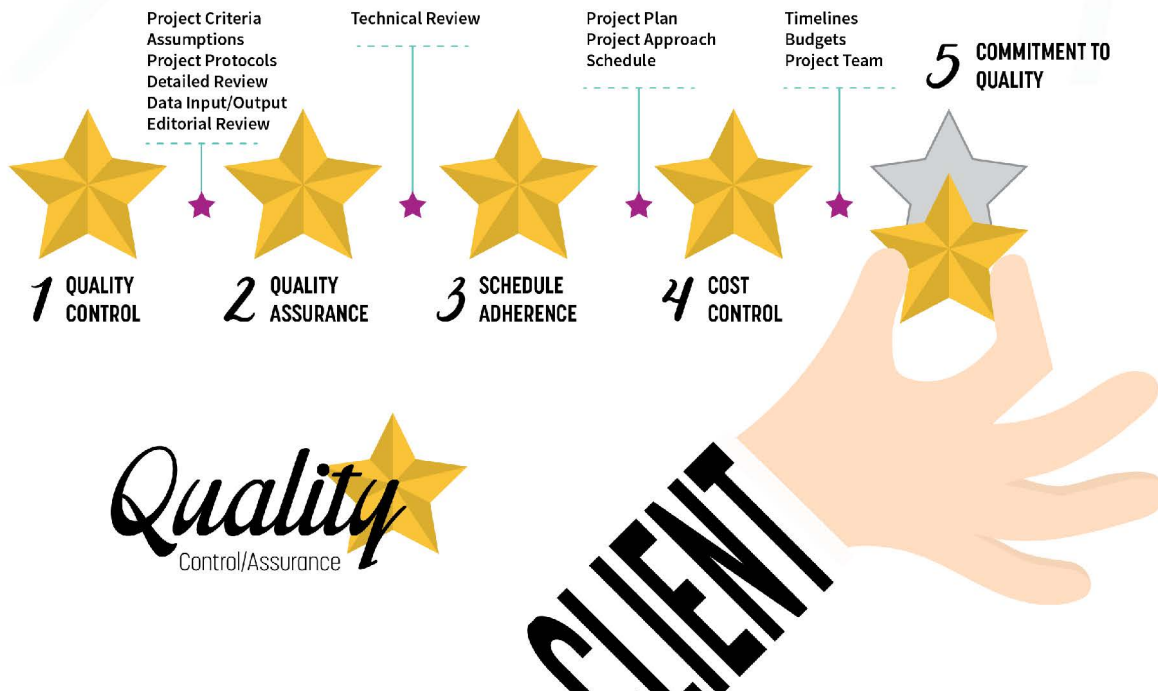 Project Criteria
Assumptions
Project Protocols
Detailed Review
Data Input/Output
Editorial Review
Technical Review
Project Plan
Project Approach
Schedule
Timelines
Budgets
Project Team
1 QUALITY
CONTROL
2 QUALITY
ASSURANCE
3 SCHEDULE
ADHERENCE
4 COST
CONTROL
5 COMMITMENT TO
QUALITY
Quality
Control/Assurance
CLIENT